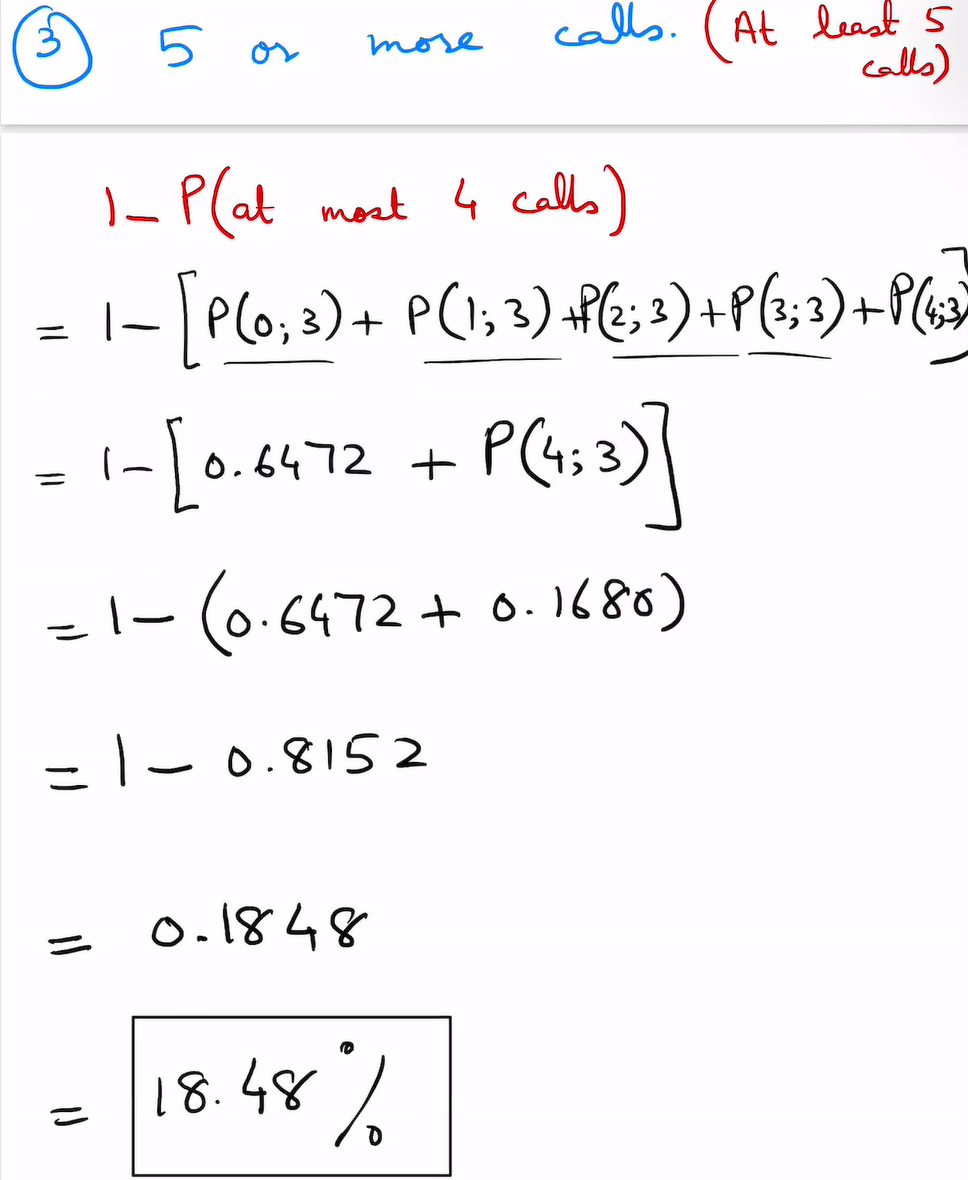 ③ 5 or more calls. (At least 5 calls)
1 – P(at most 4 calls)
= 1 – [P(0; 3) + P(1; 3) + P(2; 3) + P(3; 3) + P(4; 3)]
= 1 – [0.6472 + P(4; 3)]
= 1 – (0.6472 + 0.1680)
= 1 – 0.8152
= 0.1848
= 18.48 %